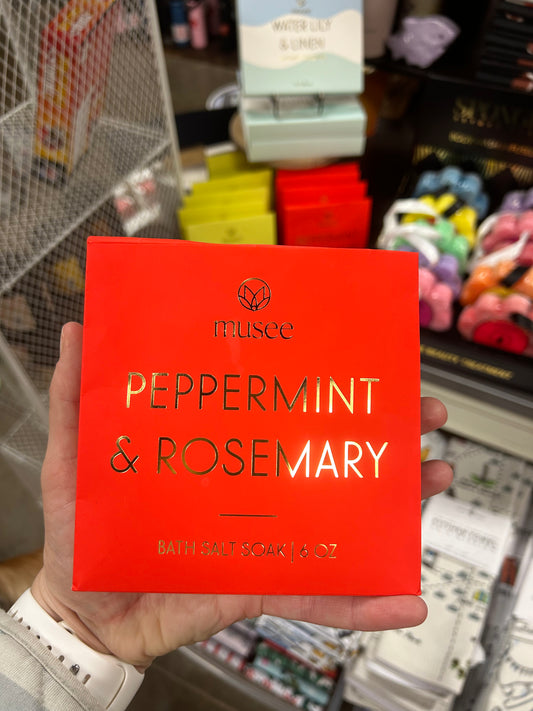 WATER LILY
& LINEN
musee
PEPPERMINT
& ROSEMARY
BATH SALT SOAK | 6 OZ